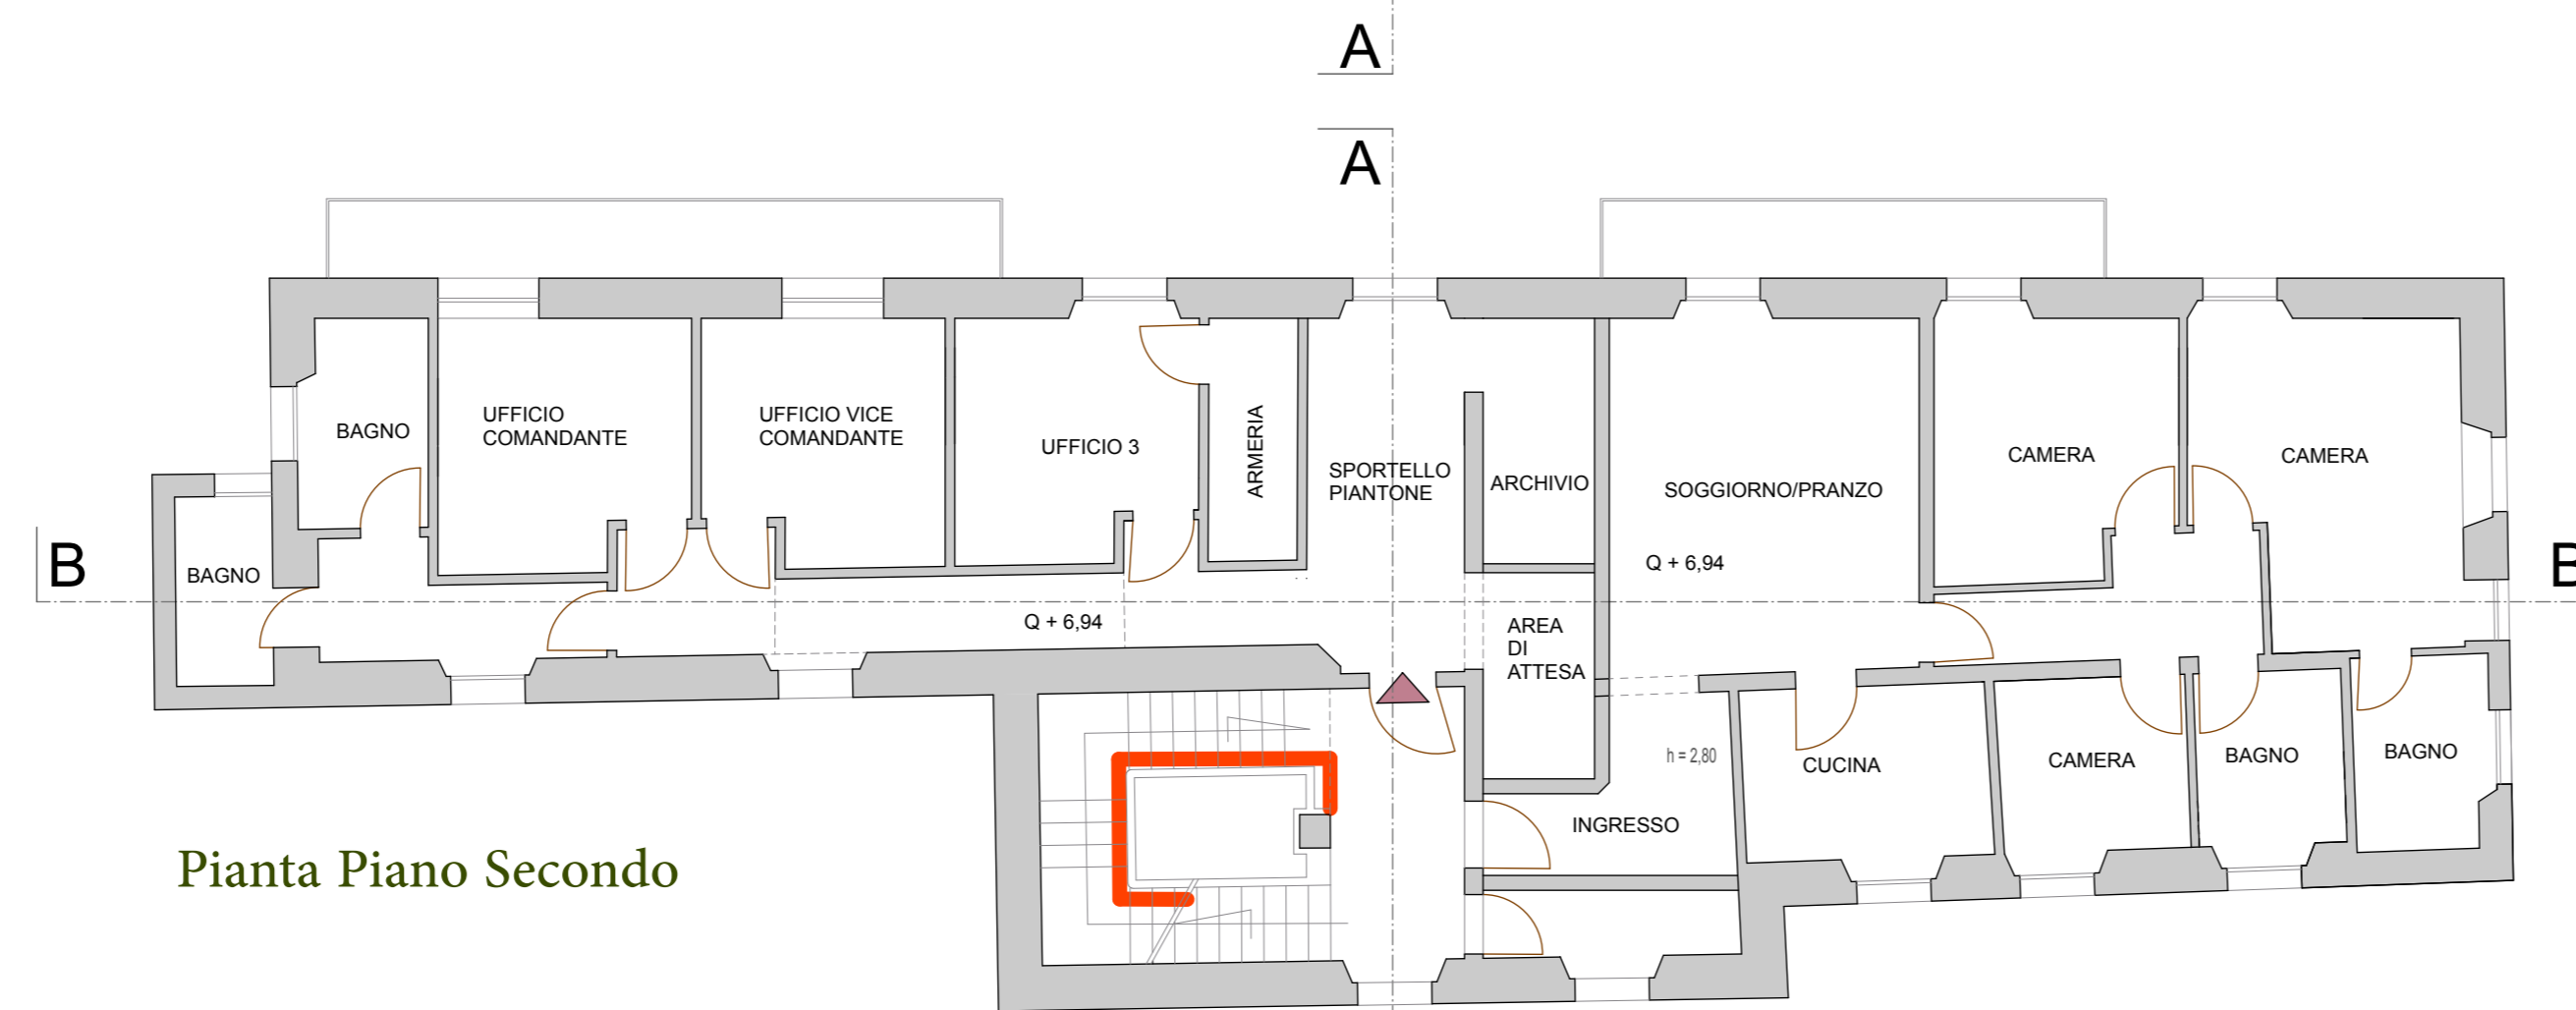 A
A
BAGNO
UFFICIO
COMANDANTE
UFFICIO VICE
COMANDANTE
UFFICIO 3
ARMERIA
SPORTELLO
PIANTONE
ARCHIVIO
SOGGIORNO/PRANZO
CAMERA
CAMERA
B
BAGNO
Q + 6,94
Q + 6,94
B
AREA
DI
ATTESA
h = 2,80
CUCINA
CAMERA
BAGNO
BAGNO
INGRESSO
Pianta Piano Secondo